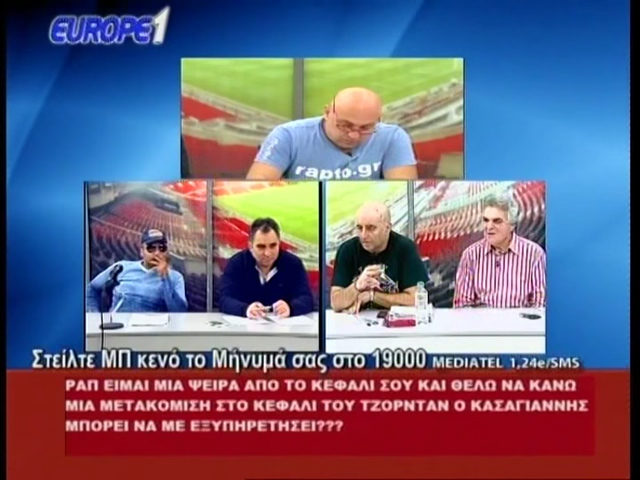 EUROPE1
rapto.gr
Στείλτε ΜΠ κενό το Μήνυμά σας στο 19000 MEDIATEL 1,24e/SMS
ΡΑΠ ΕΙΜΑΙ ΜΙΑ ΨΕΙΡΑ ΑΠΟ ΤΟ ΚΕΦΑΛΙ ΣΟΥ ΚΑΙ ΘΕΛΩ ΝΑ ΚΑΝΩ
ΜΙΑ ΜΕΤΑΚΟΜΙΣΗ ΣΤΟ ΚΕΦΑΛΙ ΤΟΥ ΤΖΟΡΝΤΑΝ Ο ΚΑΣΑΓΙΑΝΝΗΣ
ΜΠΟΡΕΙ ΝΑ ΜΕ ΕΞΥΠΗΡΕΤΗΣΕΙ???